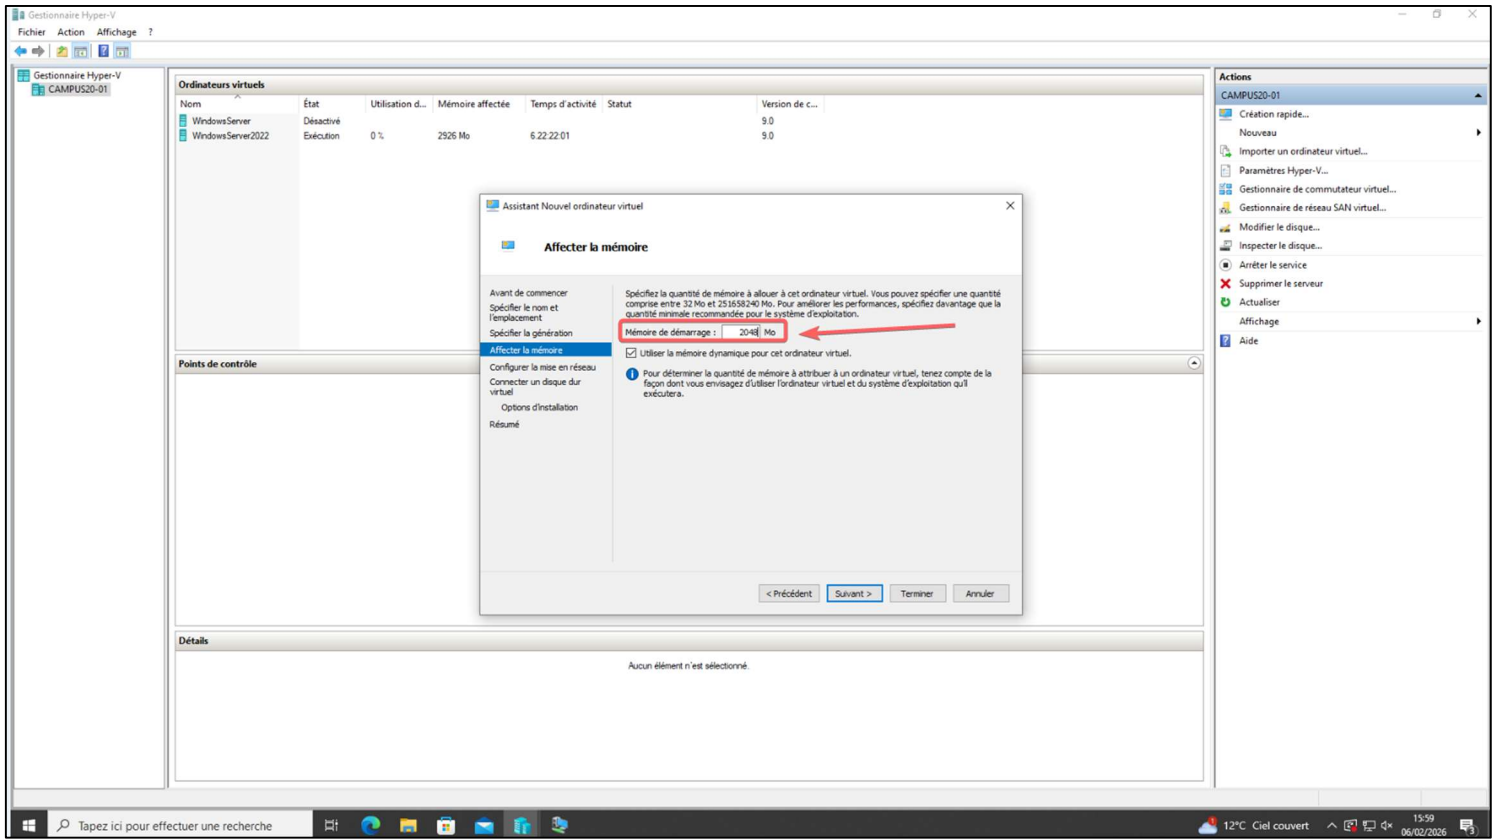 Gestionnaire Hyper-V
Fichier Action Affichage ?
Gestionnaire Hyper-V
CAMPUS20-01
Ordinateurs virtuels
Nom État Utilisation d... Mémoire affectée Temps d'activité Statut Version de c...
WindowsServer Désactivé 9.0
WindowsServer2022 Exécution 0 % 2926 Mo 6.22:22:01 9.0
Assistant Nouvel ordinateur virtuel
Affecter la mémoire
Avant de commencer
Spécifier le nom et
l'emplacement
Spécifier la génération
Affecter la mémoire
Configurer la mise en réseau
Connecter un disque dur
virtuel
Options d'installation
Résumé
Spécifiez la quantité de mémoire à allouer à cet ordinateur virtuel. Vous pouvez spécifier une quantité
comprise entre 32 Mo et 251658240 Mo. Pour améliorer les performances, spécifiez davantage que la
quantité minimale recommandée pour le système d'exploitation.
Mémoire de démarrage : 2048 Mo
Utiliser la mémoire dynamique pour cet ordinateur virtuel.
Pour déterminer la quantité de mémoire à attribuer à un ordinateur virtuel, tenez compte de la
façon dont vous envisagez d'utiliser l'ordinateur virtuel et du système d'exploitation qu'il
exécutera.
< Précédent Suivant > Terminer Annuler
Points de contrôle
Détails
Aucun élément n'est sélectionné.
Actions
CAMPUS20-01
Création rapide...
Nouveau
Importer un ordinateur virtuel...
Paramètres Hyper-V...
Gestionnaire de commutateur virtuel...
Gestionnaire de réseau SAN virtuel...
Modifier le disque...
Inspecter le disque...
Arrêter le service
Supprimer le serveur
Actualiser
Affichage
Aide
Tapez ici pour effectuer une recherche
12°C Ciel couvert
15:59
06/02/2026